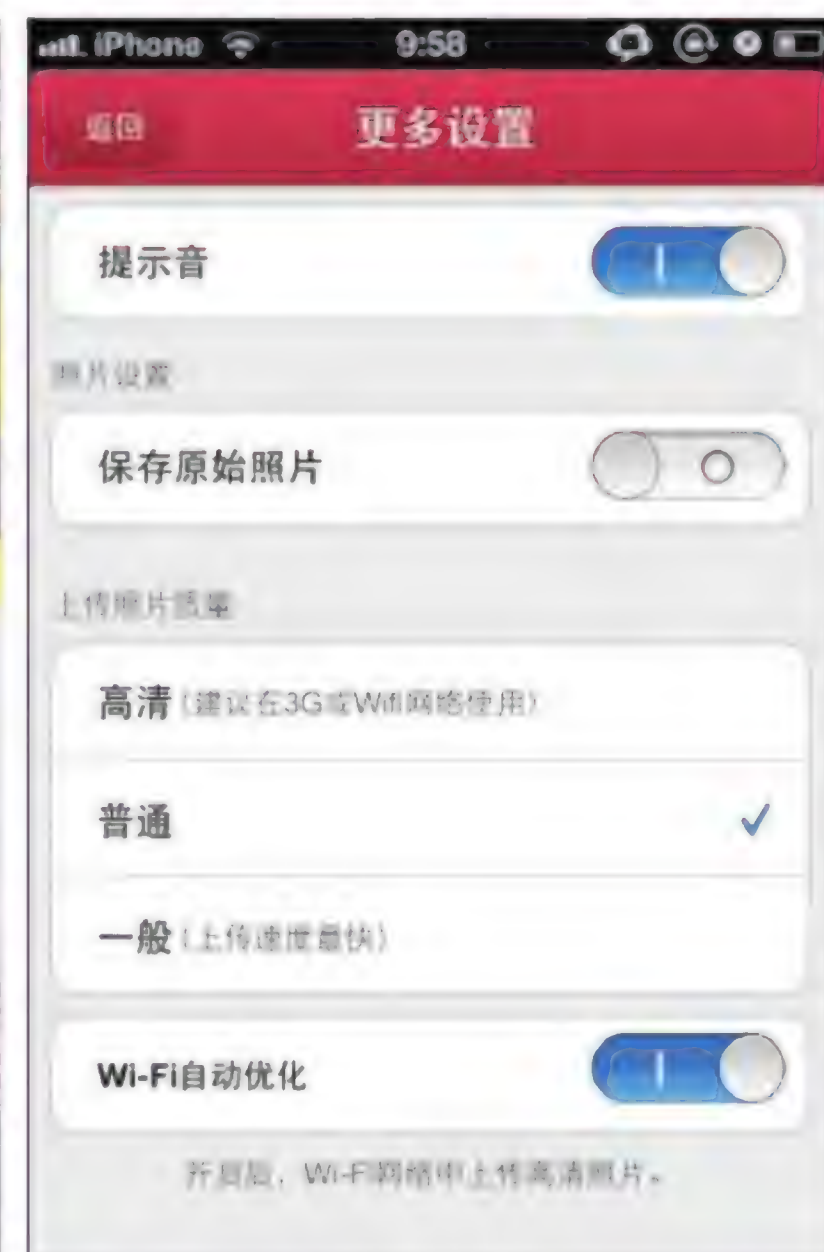 iPhone 9:58
返回 更多设置
提示音
照片设置
保存原始照片
上传照片质量
高清(建议在3G或Wifi网络使用)
普通
一般(上传速度最快)
Wi-Fi自动优化
开启后，Wi-Fi网络中上传高清照片。